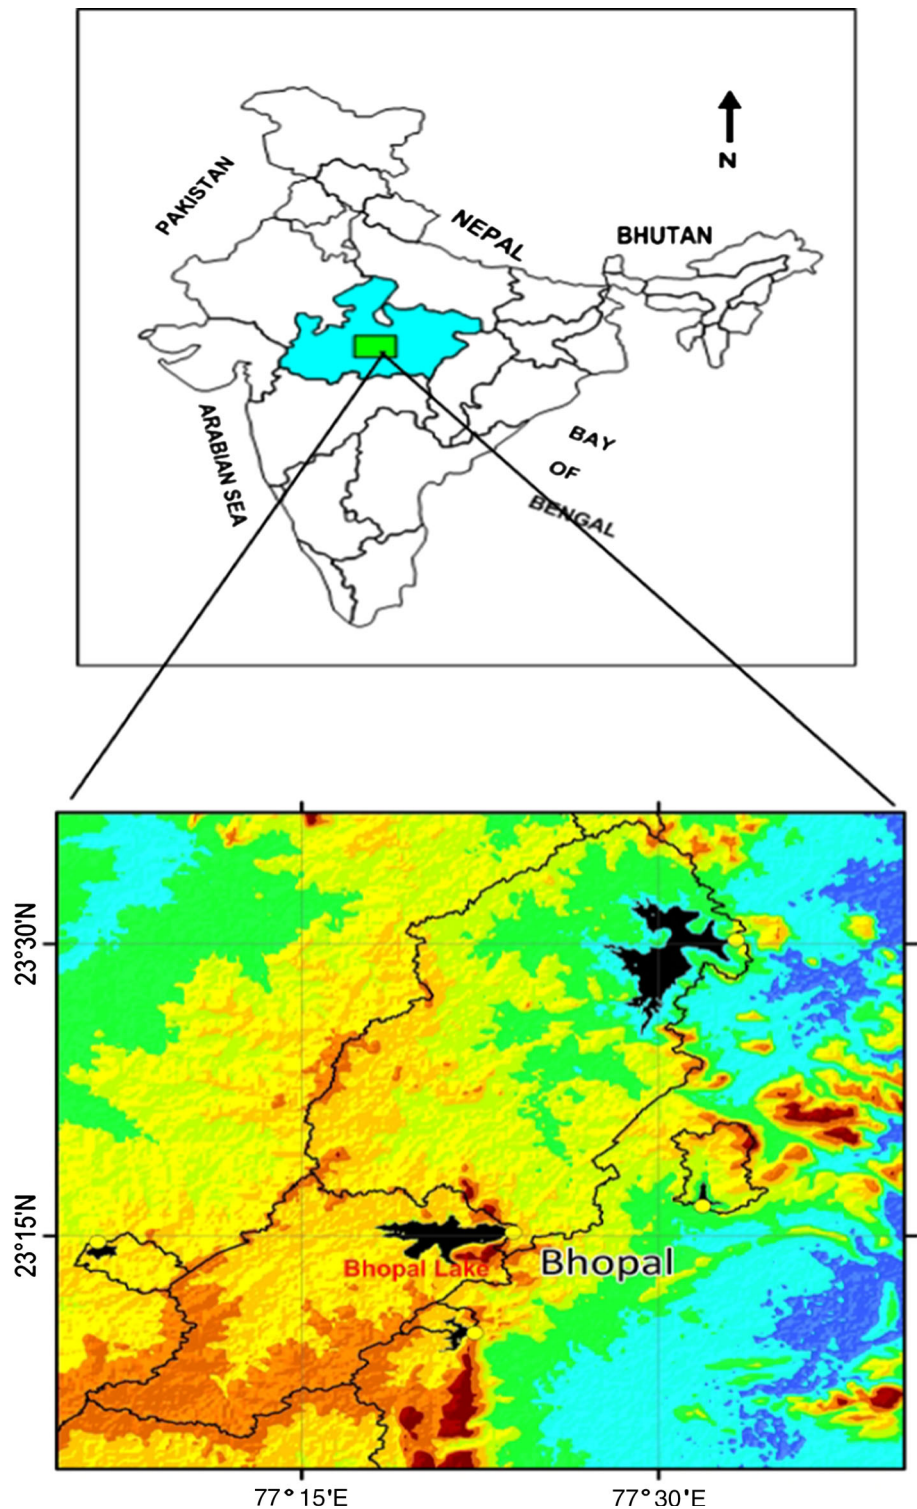 N
PAKISTAN
NEPAL
BHUTAN
ARABIAN SEA
BAY
OF
BENGAL
23°30'N
23°15'N
Bhopal Lake
Bhopal
77°15'E
77°30'E